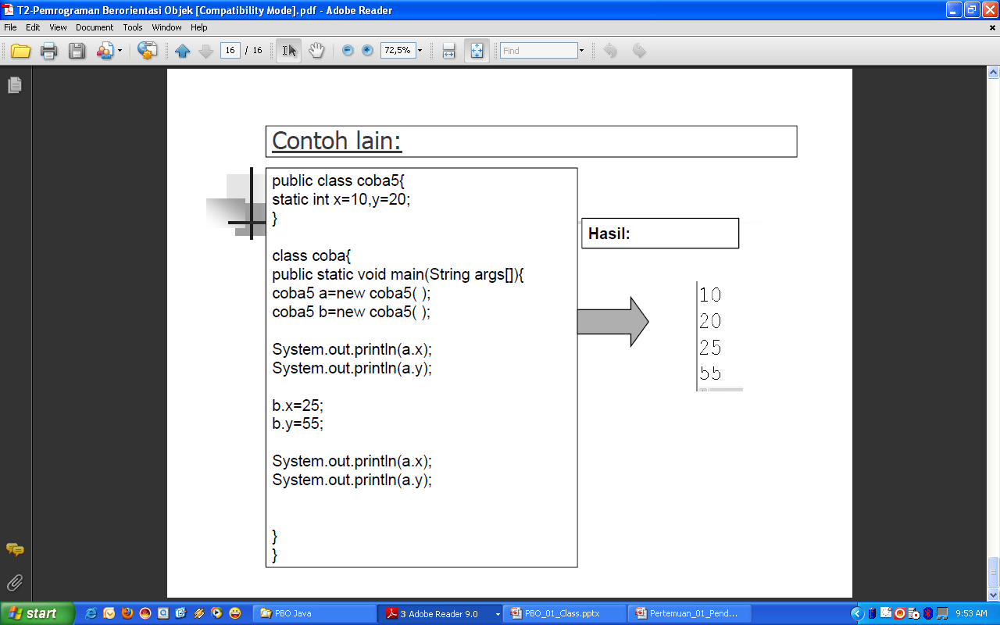 T2-Pemrograman Berorientasi Objek [Compatibility Mode].pdf - Adobe Reader
File Edit View Document Tools Window Help
16 / 16 72,5% Find
Contoh lain:
public class coba5{
static int x=10,y=20;
}
class coba{
public static void main(String args[]){
coba5 a=new coba5( );
coba5 b=new coba5( );
System.out.println(a.x);
System.out.println(a.y);
b.x=25;
b.y=55;
System.out.println(a.x);
System.out.println(a.y);
}
}
Hasil:
10
20
25
55
start PBO Java 3 Adobe Reader 9.0 PBO_01_Class.pptx Pertemuan_01_Pend... 9:53 AM